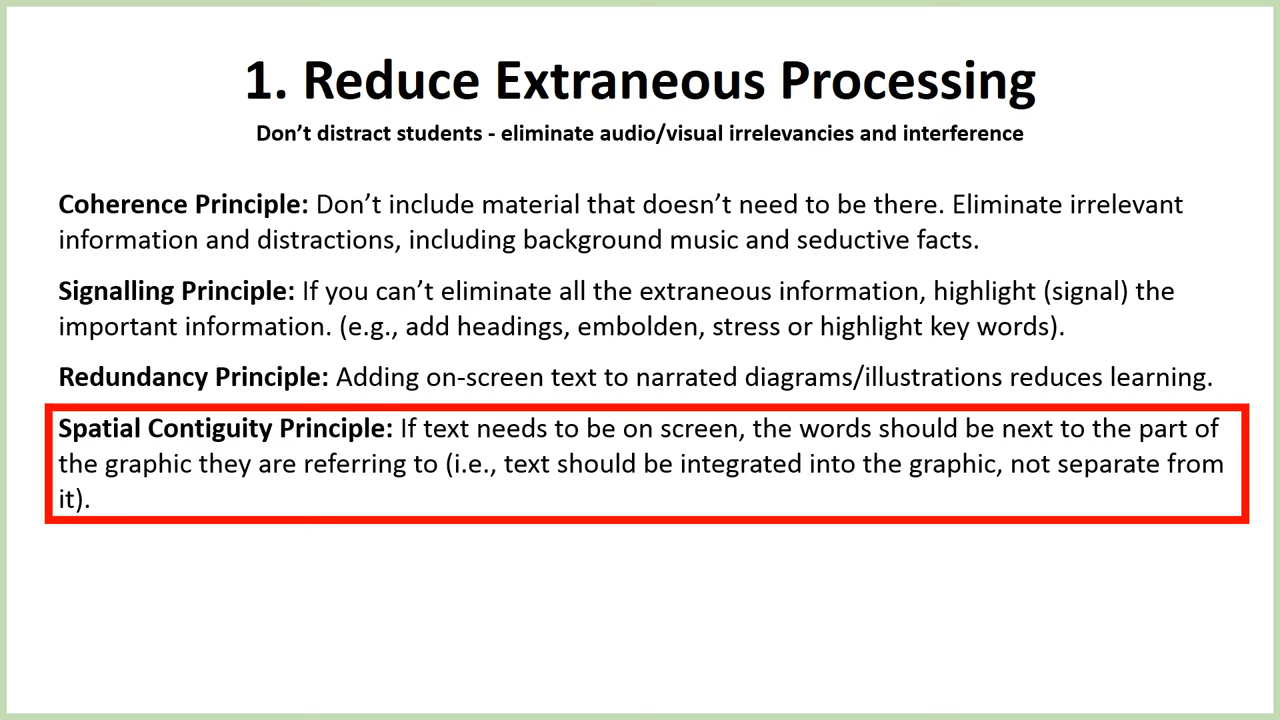 1. Reduce Extraneous Processing
Don’t distract students - eliminate audio/visual irrelevancies and interference
Coherence Principle: Don’t include material that doesn’t need to be there. Eliminate irrelevant
information and distractions, including background music and seductive facts.
Signalling Principle: If you can’t eliminate all the extraneous information, highlight (signal) the
important information. (e.g., add headings, embolden, stress or highlight key words).
Redundancy Principle: Adding on-screen text to narrated diagrams/illustrations reduces learning.
Spatial Contiguity Principle: If text needs to be on screen, the words should be next to the part of
the graphic they are referring to (i.e., text should be integrated into the graphic, not separate from
it).